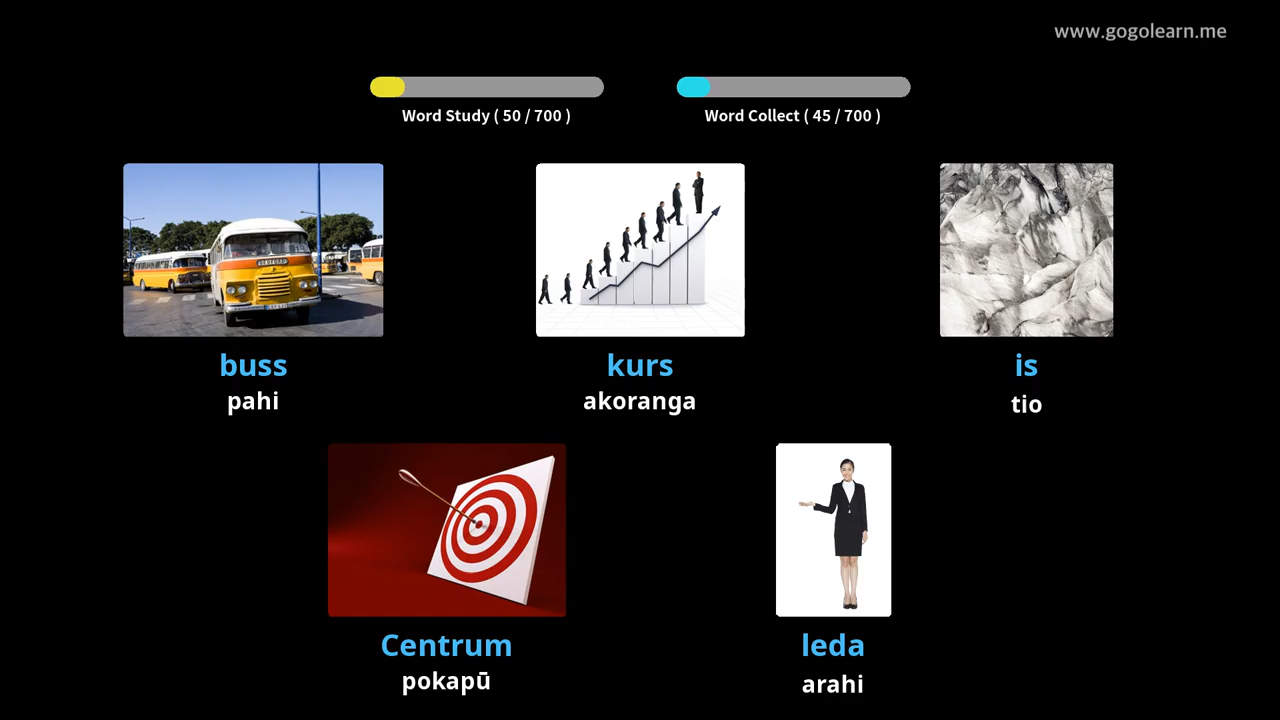 www.gogolearn.me
Word Study ( 50 / 700 )
Word Collect ( 45 / 700 )
buss
pahi
kurs
akoranga
is
tio
Centrum
pokapū
leda
arahi